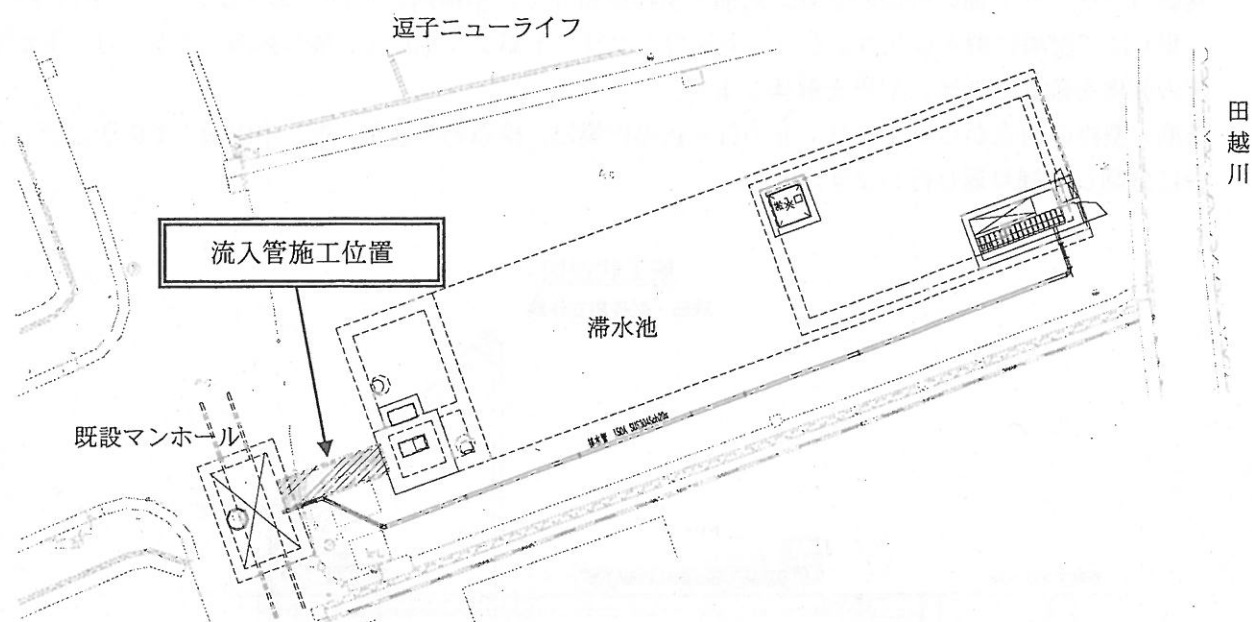 逗子ニューライフ
田越川
流入管施工位置
滞水池
既設マンホール